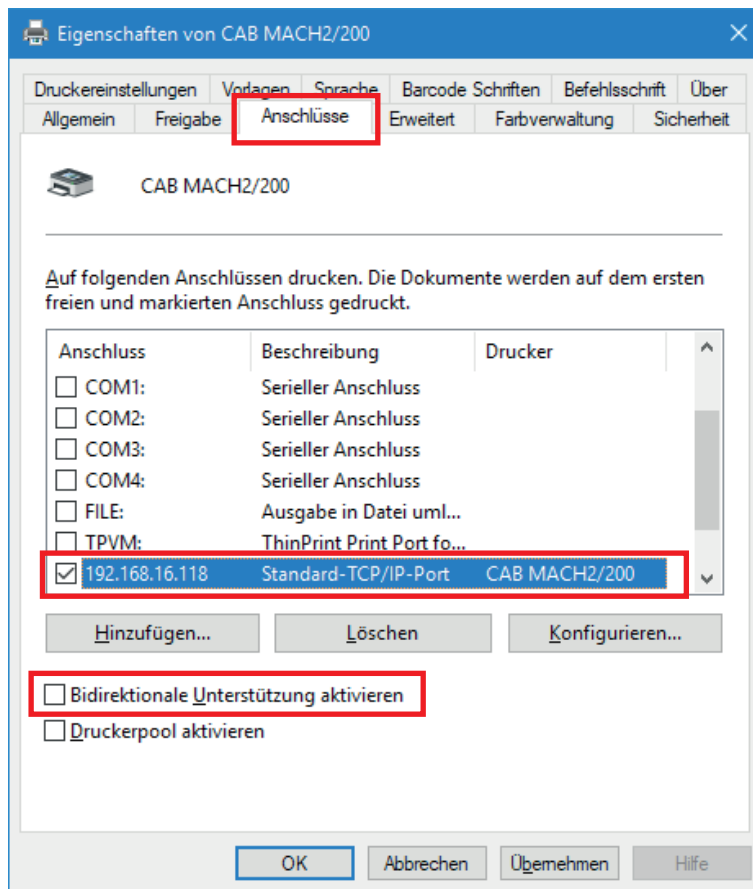 Eigenschaften von CAB MACH2/200
Druckereinstellungen Vorlagen Sprache Barcode Schriften Befehlsschrift Über
Allgemein Freigabe Anschlüsse Erweitert Farbverwaltung Sicherheit
CAB MACH2/200
Auf folgenden Anschlüssen drucken. Die Dokumente werden auf dem ersten
freien und markierten Anschluss gedruckt.
Anschluss Beschreibung Drucker
COM1: Serieller Anschluss
COM2: Serieller Anschluss
COM3: Serieller Anschluss
COM4: Serieller Anschluss
FILE: Ausgabe in Datei uml...
TPVM: ThinPrint Print Port fo...
192.168.16.118 Standard-TCP/IP-Port CAB MACH2/200
Hinzufügen... Löschen Konfigurieren...
Bidirektionale Unterstützung aktivieren
Druckerpool aktivieren
OK Abbrechen Übernehmen Hilfe